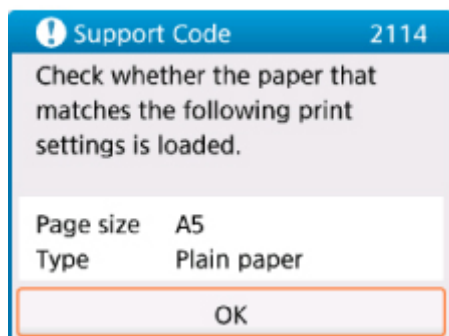 Support Code 2114
Check whether the paper that
matches the following print
settings is loaded.
Page size A5
Type Plain paper
OK